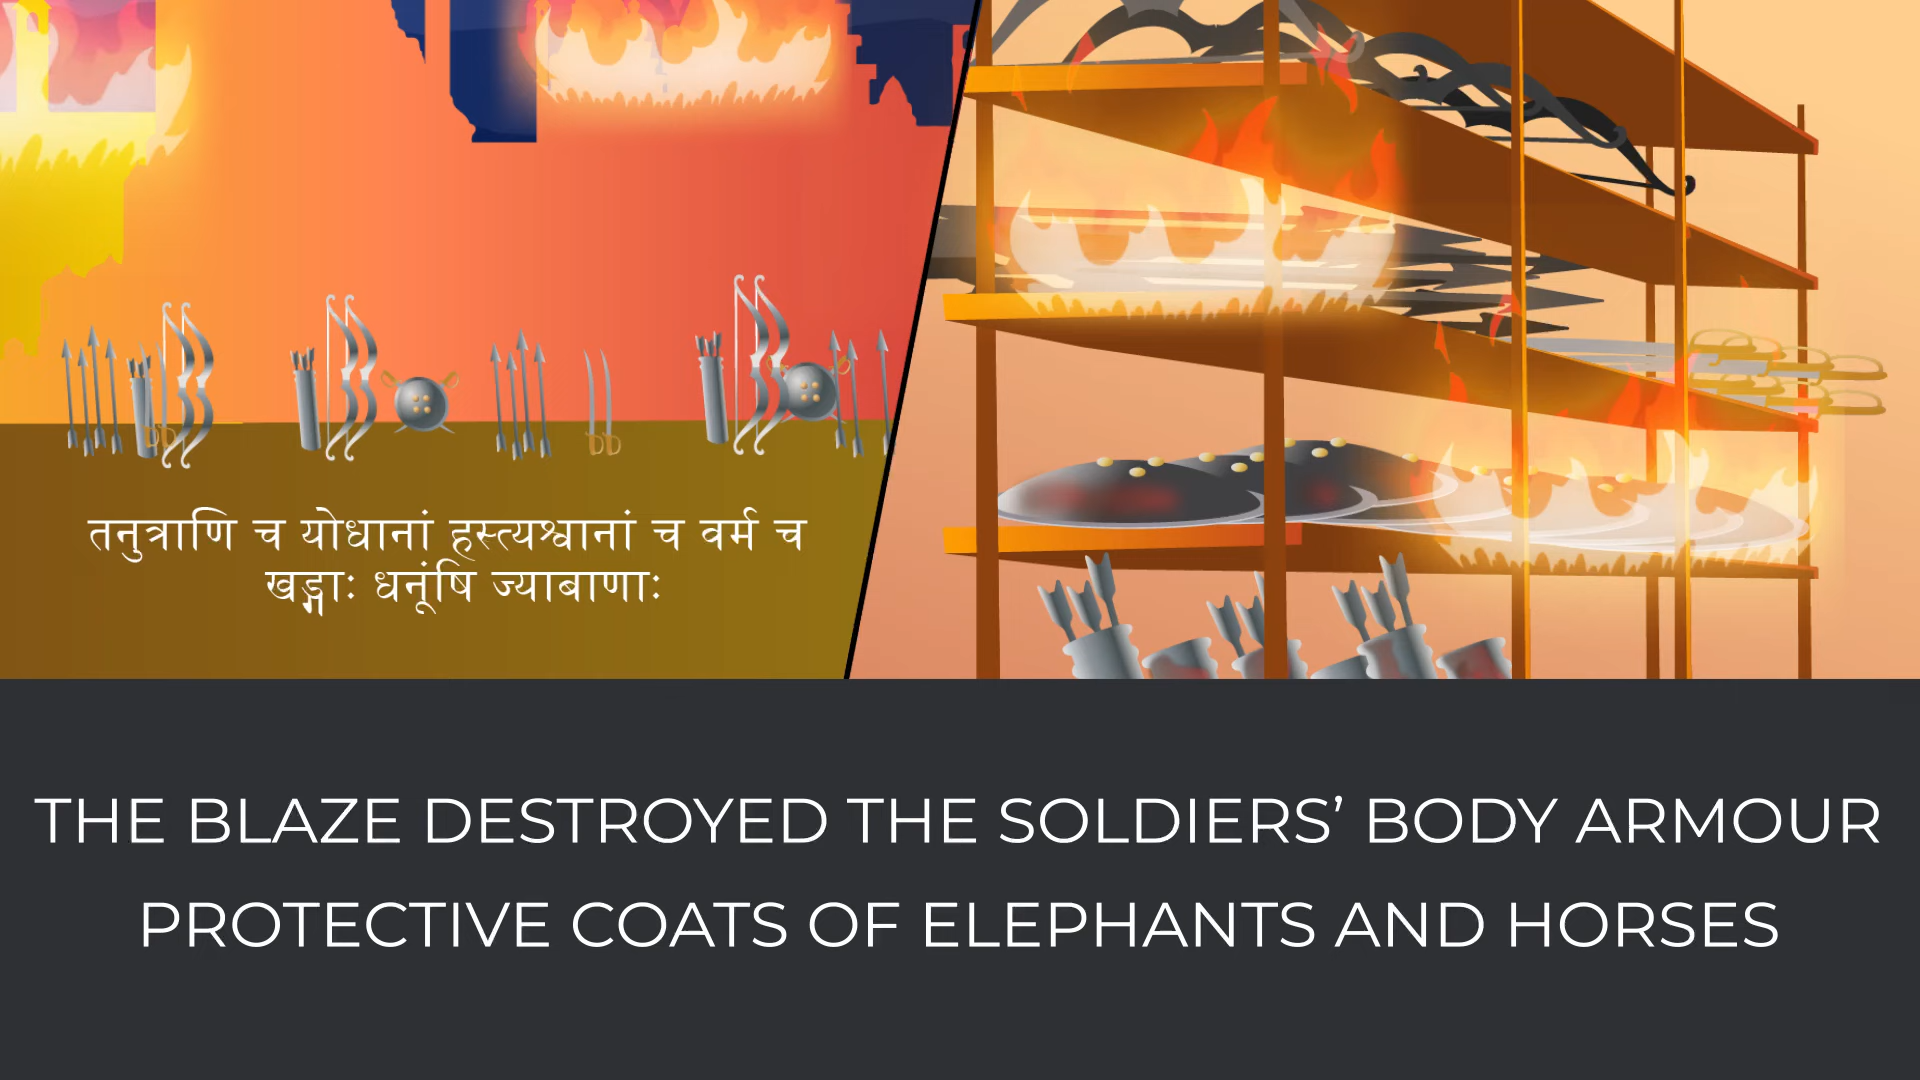 तनुत्राणि च योधानां हस्त्यश्वानां च वर्म च
खड्गाः धनूंषि ज्याबाणाः
THE BLAZE DESTROYED THE SOLDIERS’ BODY ARMOUR
PROTECTIVE COATS OF ELEPHANTS AND HORSES